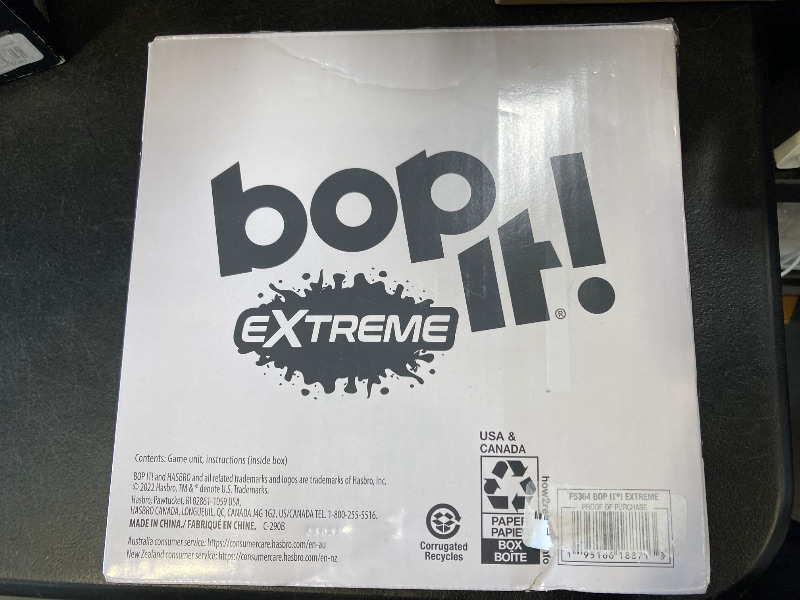 bop it!®
EXTREME
Contents: Game unit, instructions (inside box)
BOP IT! and HASBRO and all related trademarks and logos are trademarks of Hasbro, Inc.
© 2022 Hasbro. TM & ® denote U.S. Trademarks.
Hasbro, Pawtucket, RI 02861-1059 USA.
HASBRO CANADA, LONGUEUIL, QC, CANADA J4G 1G2. US/CANADA TEL. 1-800-255-5516.
MADE IN CHINA./ FABRIQUÉ EN CHINE. C-290B
Australia consumer service: https://consumercare.hasbro.com/en-au
New Zealand consumer service: https://consumercare.hasbro.com/en-nz
Corrugated
Recycles
USA &
CANADA
PAPER
PAPIE
BOX
BOÎTE
F5364 BOP IT!® EXTREME
PROOF OF PURCHASE